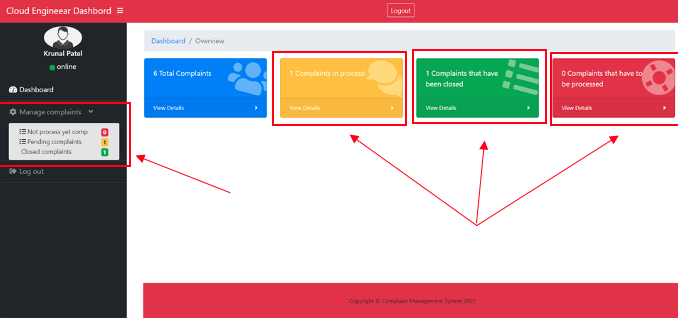 Cloud Engineear Dashbord
Logout
Krunal Patel
online
Dashboard
Manage complaints
Not process yet comp 0
Pending complaints 1
Closed complaints 1
Log out
Dashboard / Overview
6 Total Complaints
View Details
1 Complaints in process!
View Details
1 Complaints that have
been closed
View Details
0 Complaints that have to
be processed
View Details
Copyright © Complaint Management System 2021